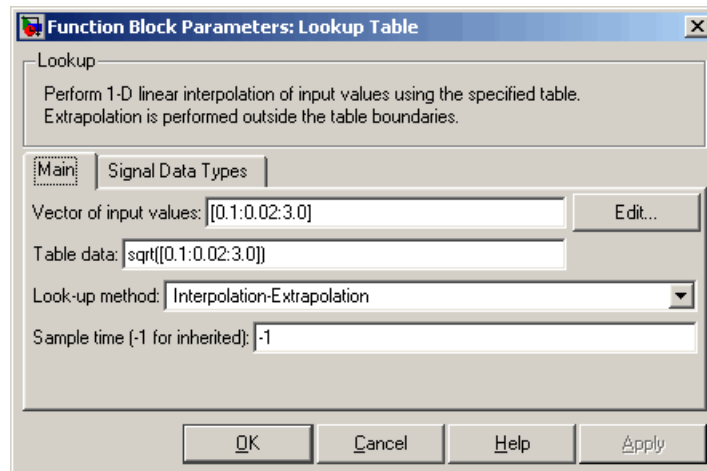 Function Block Parameters: Lookup Table
Lookup
Perform 1-D linear interpolation of input values using the specified table.
Extrapolation is performed outside the table boundaries.
Main Signal Data Types
Vector of input values: [0.1:0.02:3.0] Edit...
Table data: sqrt([0.1:0.02:3.0])
Look-up method: Interpolation-Extrapolation
Sample time (-1 for inherited): -1
OK Cancel Help Apply